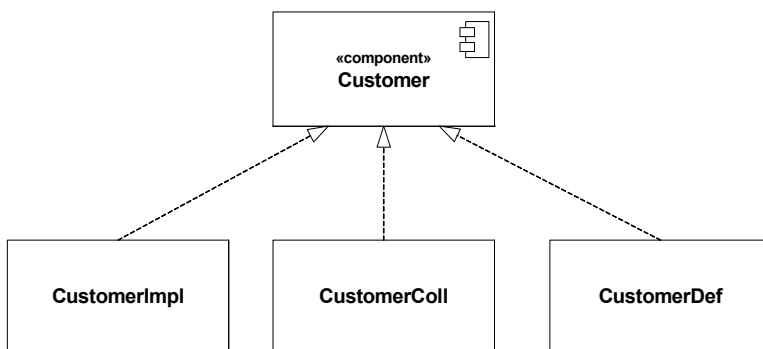 «component»
Customer
CustomerImpl
CustomerColl
CustomerDef